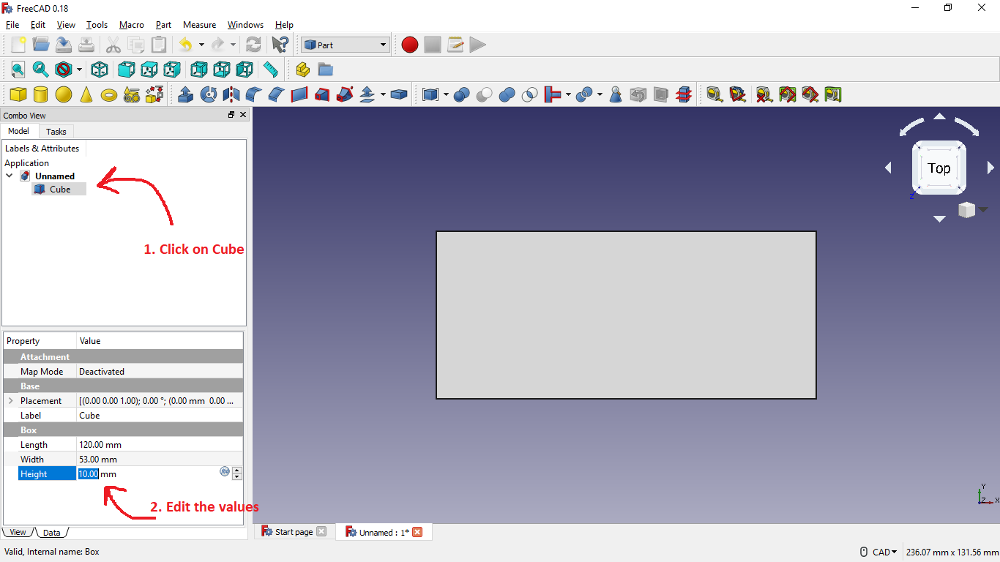 FreeCAD 0.18
File Edit View Tools Macro Part Measure Windows Help
Part
Combo View
Model Tasks
Labels & Attributes
Application
Unnamed
Cube
1. Click on Cube
Property Value
Attachment
Map Mode Deactivated
Base
Placement [(0.00 0.00 1.00); 0.00 °; (0.00 mm 0.00 ...
Label Cube
Box
Length 120.00 mm
Width 53.00 mm
Height 10.00 mm
2. Edit the values
View Data
Top
Z
Y
Z X
Start page Unnamed : 1*
Valid, Internal name: Box
CAD 236.07 mm x 131.56 mm